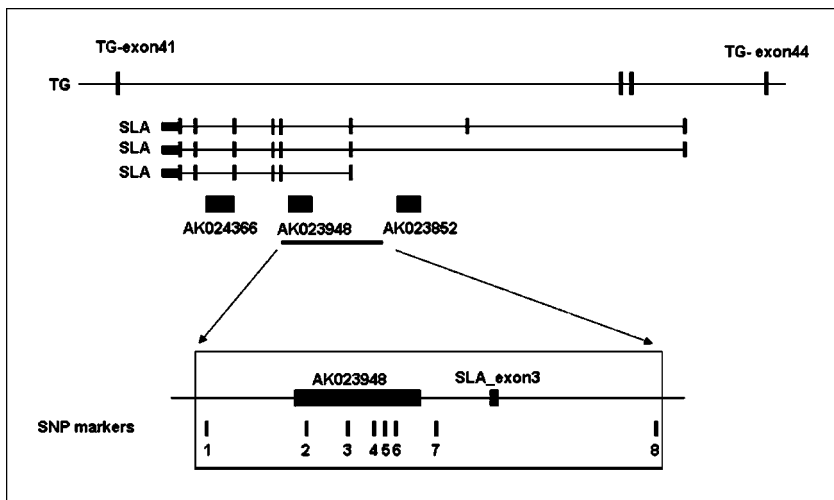 TG-exon41
TG- exon44
TG
SLA
SLA
SLA
AK024366
AK023948
AK023852
AK023948
SLA_exon3
SNP markers
1 2 3 4 5 6 7 8